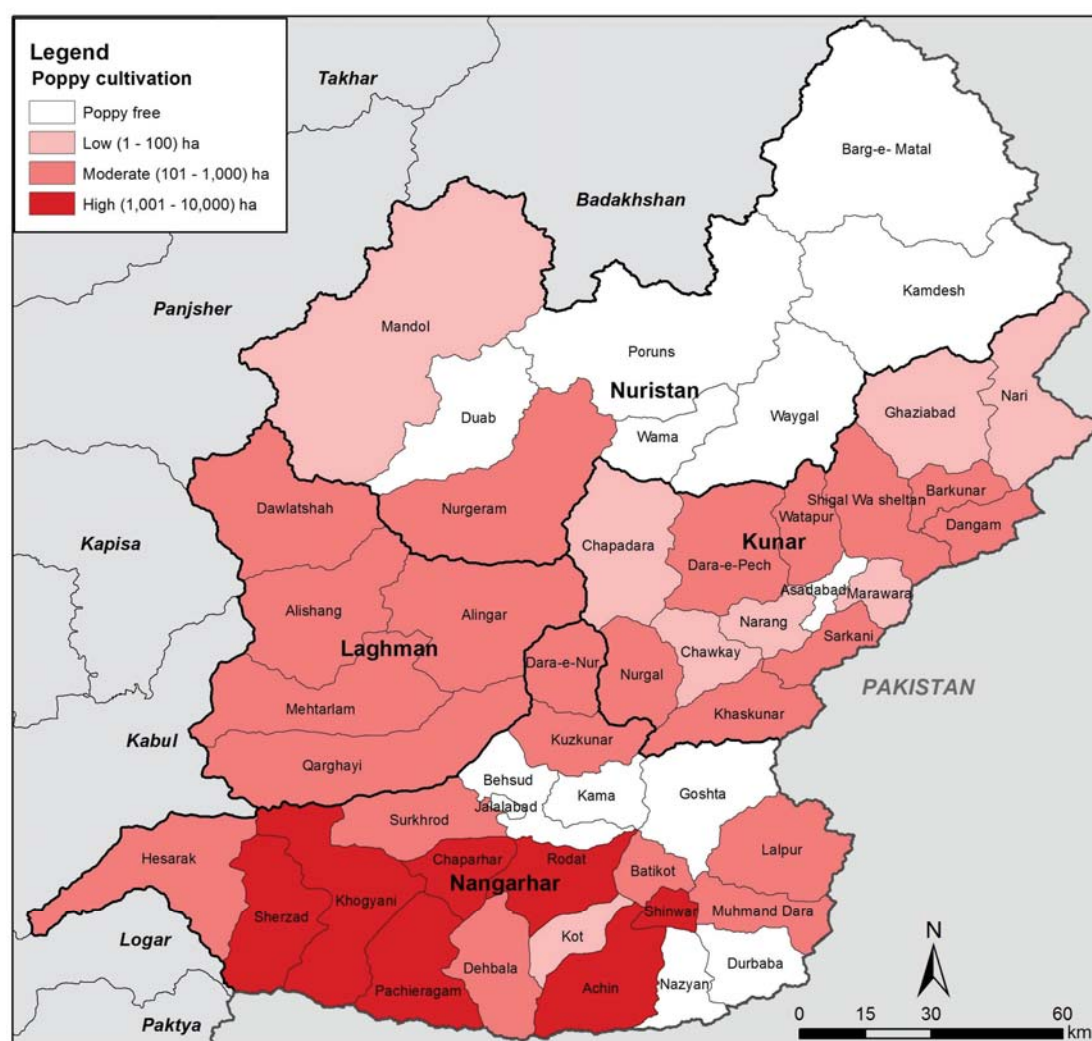 Legend
Poppy cultivation
Poppy free
Low (1 - 100) ha
Moderate (101 - 1,000) ha
High (1,001 - 10,000) ha
Takhar
Barg-e- Matal
Badakhshan
Kamdesh
Panjsher
Mandol
Poruns
Nuristan
Nari
Ghaziabad
Duab
Waygal
Wama
Barkunar
Shigal Wa sheltan
Dawlatshah
Nurgeram
Watapur
Dangam
Kapisa
Chapadara
Kunar
Dara-e-Pech
Asadabad
Marawara
Alishang
Alingar
Narang
Sarkani
Laghman
Chawkay
Dara-e-Nur
Nurgal
PAKISTAN
Mehtarlam
Khaskunar
Kabul
Kuzkunar
Qarghayi
Behsud
Kama
Goshta
Jalalabad
Surkhrod
Lalpur
Hesarak
Chaparhar
Rodat
Batikot
Nangarhar
Khogyani
Shinwar
Muhmand Dara
Sherzad
Kot
Logar
Dehbala
Durbaba
Nazyan
Pachieragam
Achin
Paktya
N
0 15 30 60
km